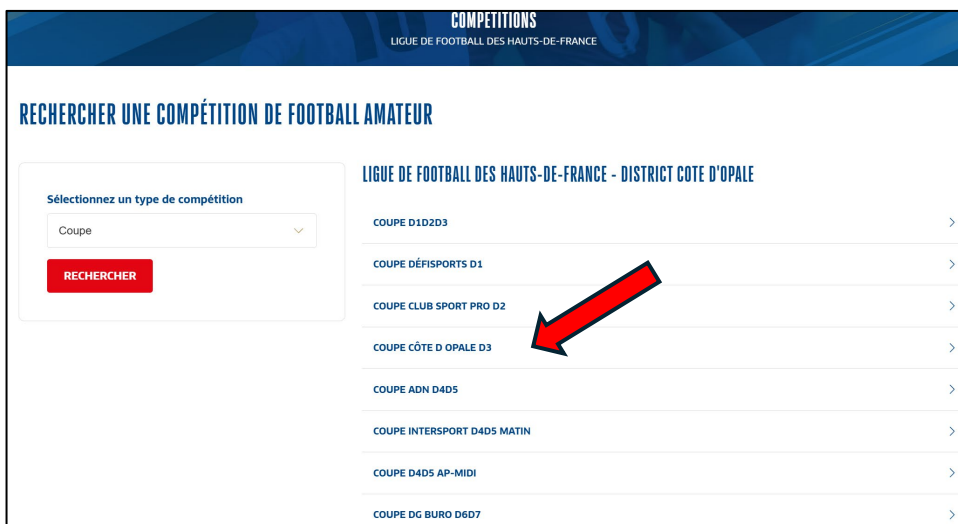 COMPETITIONS
LIGUE DE FOOTBALL DES HAUTS-DE-FRANCE
RECHERCHER UNE COMPÉTITION DE FOOTBALL AMATEUR
Sélectionnez un type de compétition
Coupe
RECHERCHER
LIGUE DE FOOTBALL DES HAUTS-DE-FRANCE - DISTRICT COTE D'OPALE
COUPE D1D2D3
COUPE DÉFISPORTS D1
COUPE CLUB SPORT PRO D2
COUPE CÔTE D OPALE D3
COUPE ADN D4D5
COUPE INTERSPORT D4D5 MATIN
COUPE D4D5 AP-MIDI
COUPE DG BURO D6D7